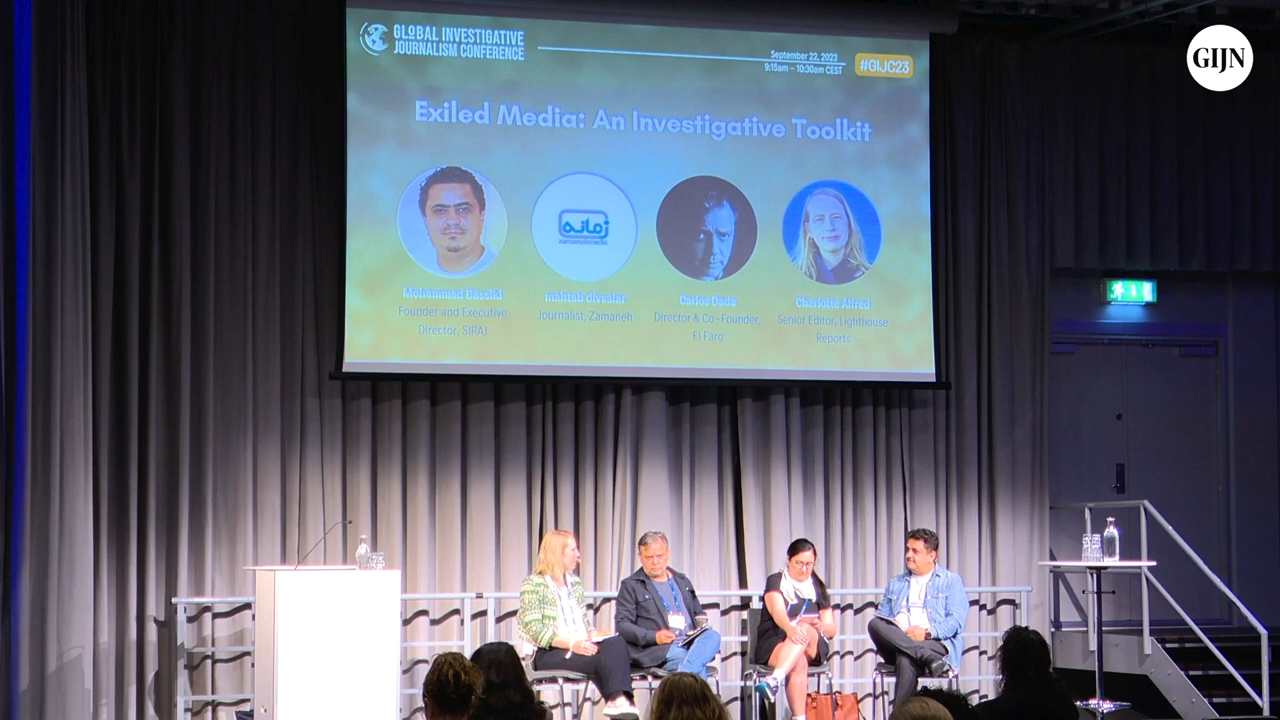 GLOBAL INVESTIGATIVE
JOURNALISM CONFERENCE
September 22, 2023
9:15am – 10:30am CEST
#GIJC23
GIJN
Exiled Media: An Investigative Toolkit
زمانه
zamanehmedia
Mohammad Bassiki
Founder and Executive
Director, SIRAJ
mahtab divsalar
Journalist, Zamaneh
Carlos Dada
Director & Co-Founder,
El Faro
Charlotte Alfred
Senior Editor, Lighthouse
Reports